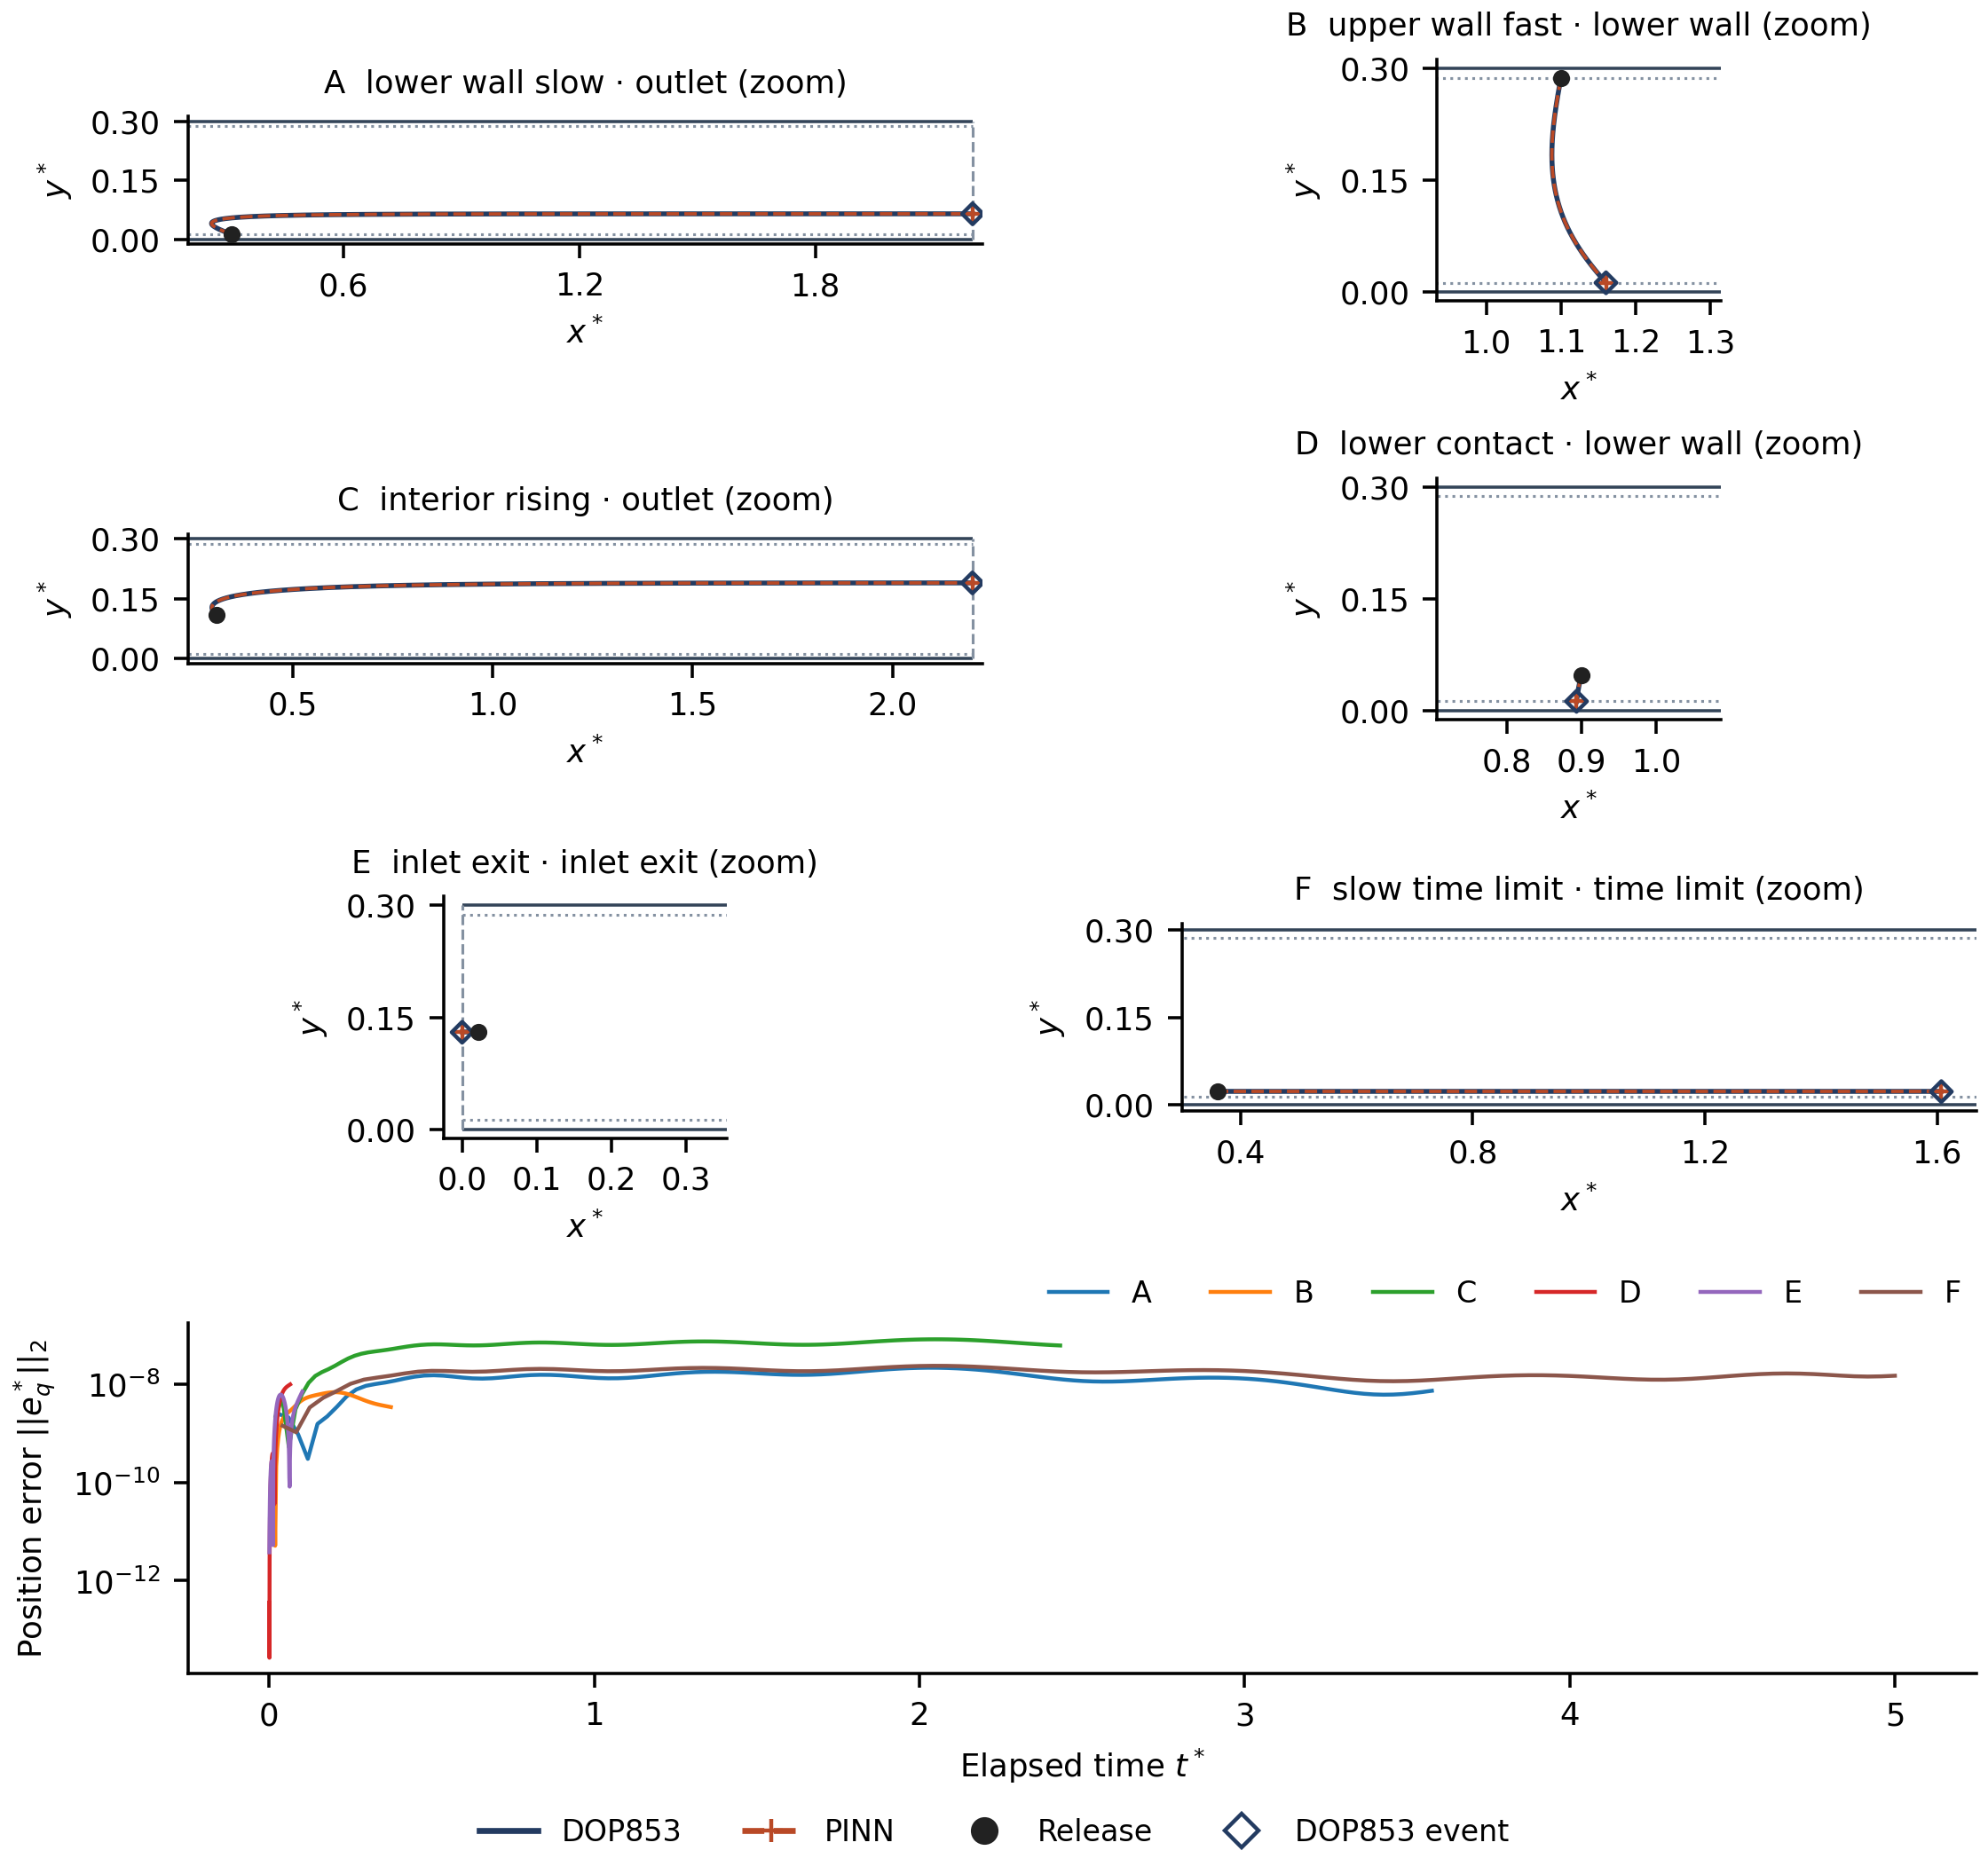 A lower wall slow · outlet (zoom)
0.30
0.15
0.00
y*
0.6 1.2 1.8
x*
B upper wall fast · lower wall (zoom)
0.30
0.15
0.00
y*
1.0 1.1 1.2 1.3
x*
C interior rising · outlet (zoom)
0.30
0.15
0.00
y*
0.5 1.0 1.5 2.0
x*
D lower contact · lower wall (zoom)
0.30
0.15
0.00
y*
0.8 0.9 1.0
x*
E inlet exit · inlet exit (zoom)
0.30
0.15
0.00
y*
0.0 0.1 0.2 0.3
x*
F slow time limit · time limit (zoom)
0.30
0.15
0.00
y*
0.4 0.8 1.2 1.6
x*
A B C D E F
Position error ||e*q||2
10−8
10−10
10−12
0 1 2 3 4 5
Elapsed time t*
DOP853 PINN Release DOP853 event